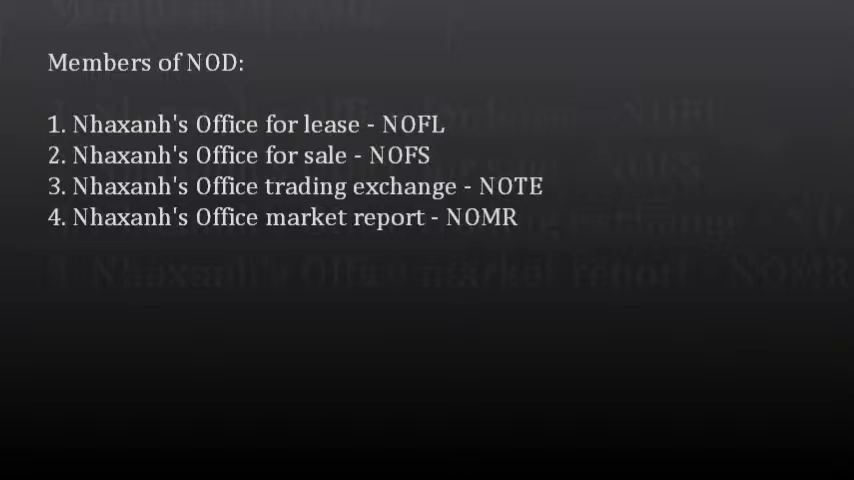 Members of NOD:
1. Nhaxanh's Office for lease - NOFL
2. Nhaxanh's Office for sale - NOFS
3. Nhaxanh's Office trading exchange - NOTE
4. Nhaxanh's Office market report - NOMR